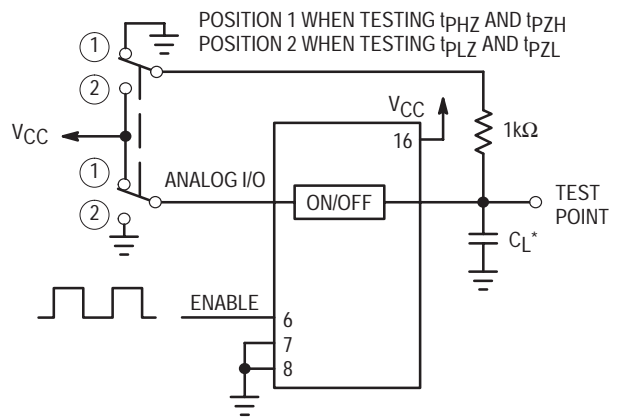 POSITION 1 WHEN TESTING tPHZ AND tPZH
POSITION 2 WHEN TESTING tPLZ AND tPZL
1
2
VCC
VCC
16
1kΩ
1
ANALOG I/O
ON/OFF
TEST
POINT
2
CL*
ENABLE
6
7
8